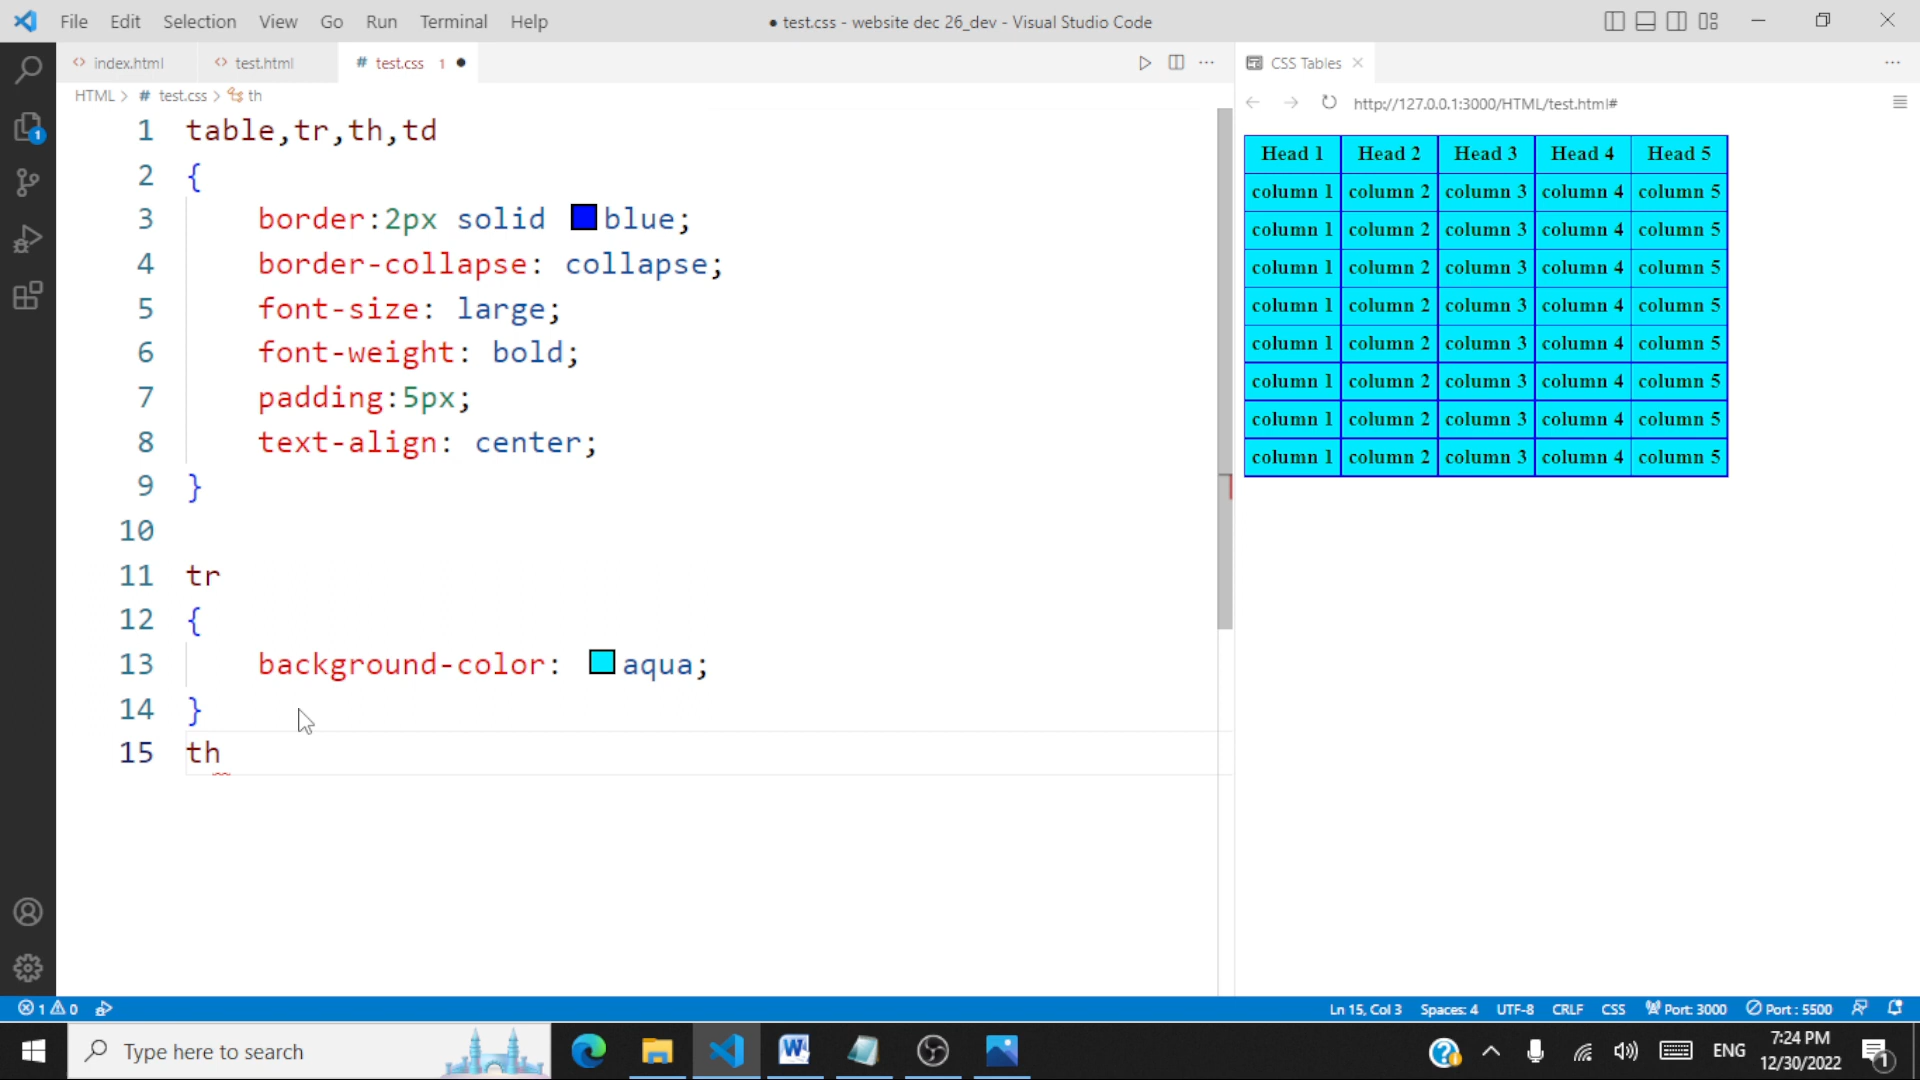 File Edit Selection View Go Run Terminal Help
● test.css - website dec 26_dev - Visual Studio Code
index.html
test.html
# test.css 1 ●
CSS Tables
HTML > # test.css > th
http://127.0.0.1:3000/HTML/test.html#
1 table,tr,th,td
2 {
3 border:2px solid blue;
4 border-collapse: collapse;
5 font-size: large;
6 font-weight: bold;
7 padding:5px;
8 text-align: center;
9 }
10
11 tr
12 {
13 background-color: aqua;
14 }
15 th
Head 1 Head 2 Head 3 Head 4 Head 5
column 1 column 2 column 3 column 4 column 5
column 1 column 2 column 3 column 4 column 5
column 1 column 2 column 3 column 4 column 5
column 1 column 2 column 3 column 4 column 5
column 1 column 2 column 3 column 4 column 5
column 1 column 2 column 3 column 4 column 5
column 1 column 2 column 3 column 4 column 5
column 1 column 2 column 3 column 4 column 5
1
1 0
Ln 15, Col 3 Spaces: 4 UTF-8 CRLF CSS Port: 3000 Port : 5500
Type here to search
ENG
7:24 PM
12/30/2022
1